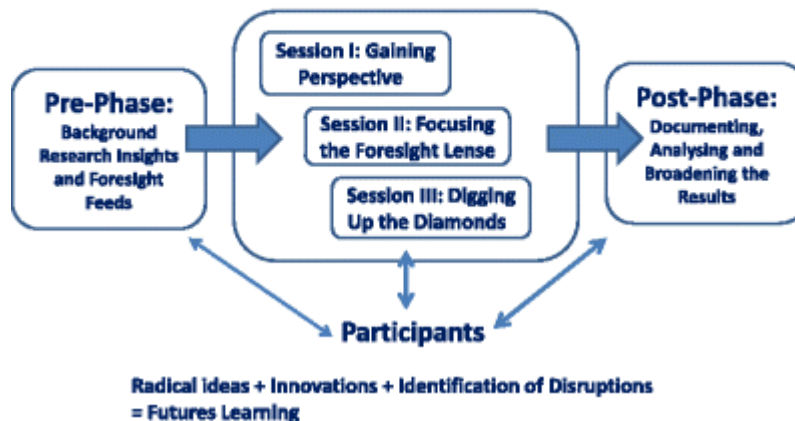 Pre-Phase:
Background
Research Insights
and Foresight
Feeds
Session I: Gaining
Perspective
Session II: Focusing
the Foresight Lense
Session III: Digging
Up the Diamonds
Post-Phase:
Documenting,
Analysing and
Broadening the
Results
Participants
Radical ideas + Innovations + Identification of Disruptions
= Futures Learning